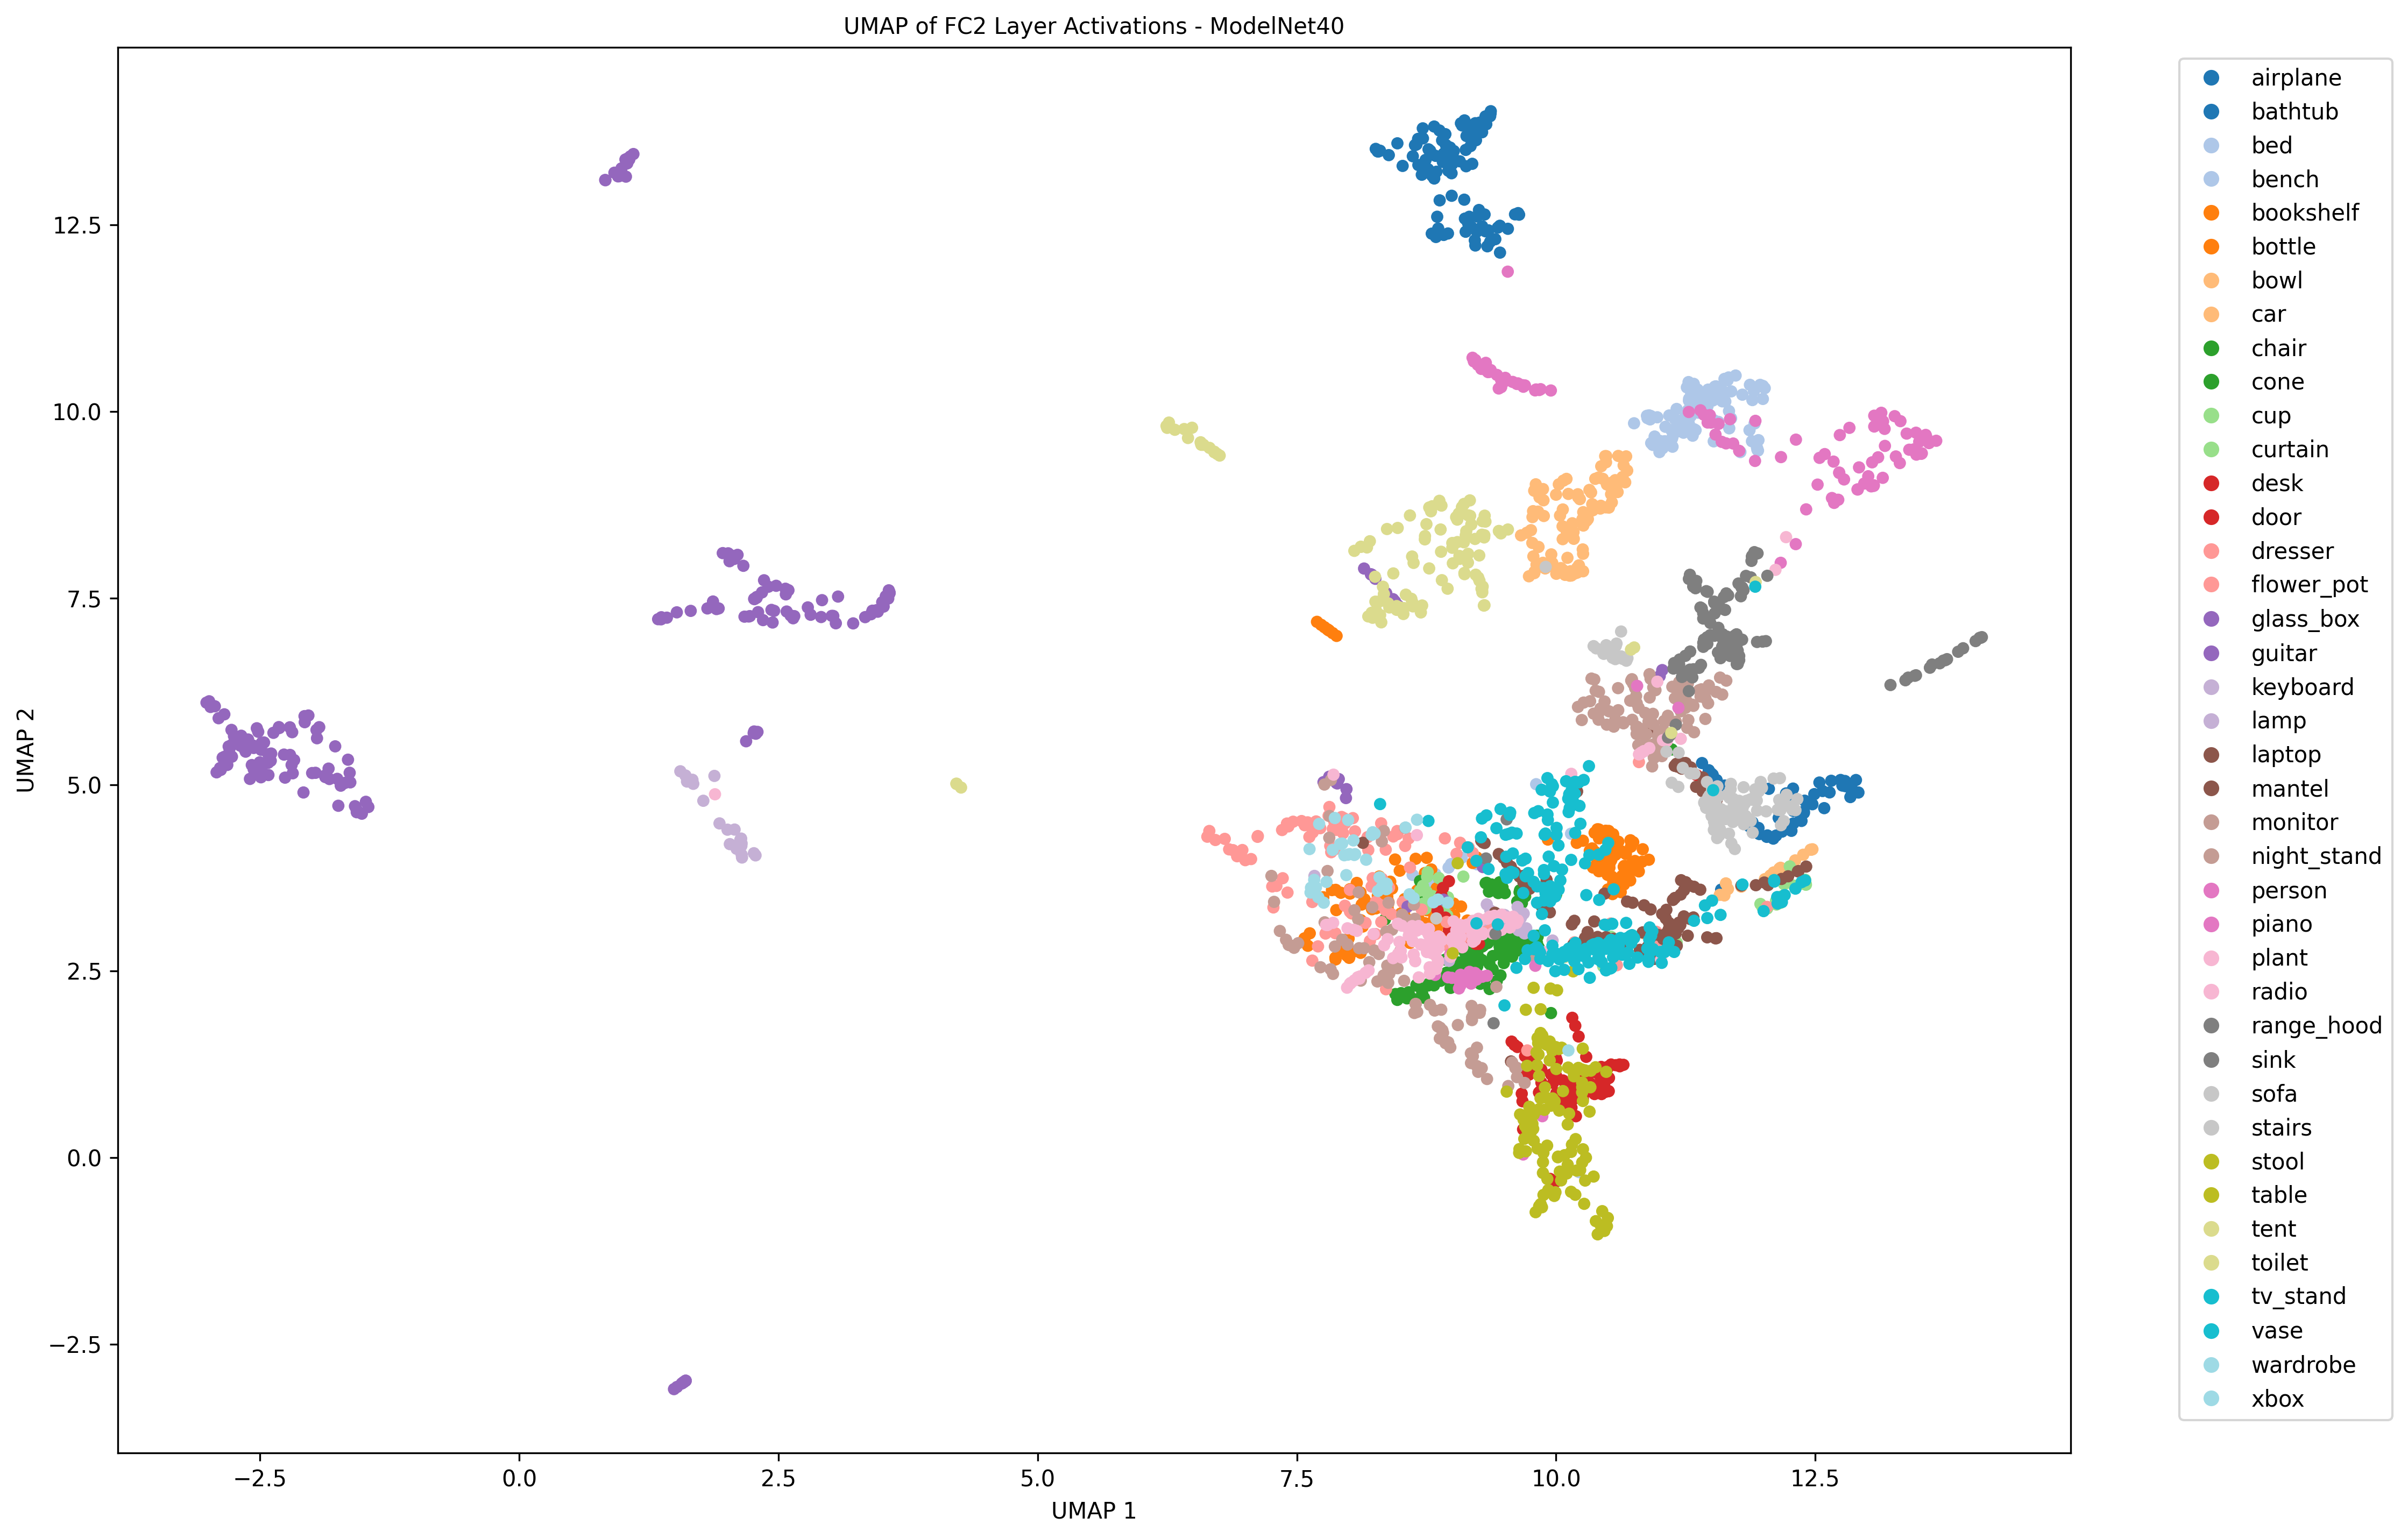 UMAP of FC2 Layer Activations - ModelNet40
UMAP 2
12.5
10.0
7.5
5.0
2.5
0.0
−2.5
−2.5
0.0
2.5
5.0
7.5
10.0
12.5
UMAP 1
airplane
bathtub
bed
bench
bookshelf
bottle
bowl
car
chair
cone
cup
curtain
desk
door
dresser
flower_pot
glass_box
guitar
keyboard
lamp
laptop
mantel
monitor
night_stand
person
piano
plant
radio
range_hood
sink
sofa
stairs
stool
table
tent
toilet
tv_stand
vase
wardrobe
xbox